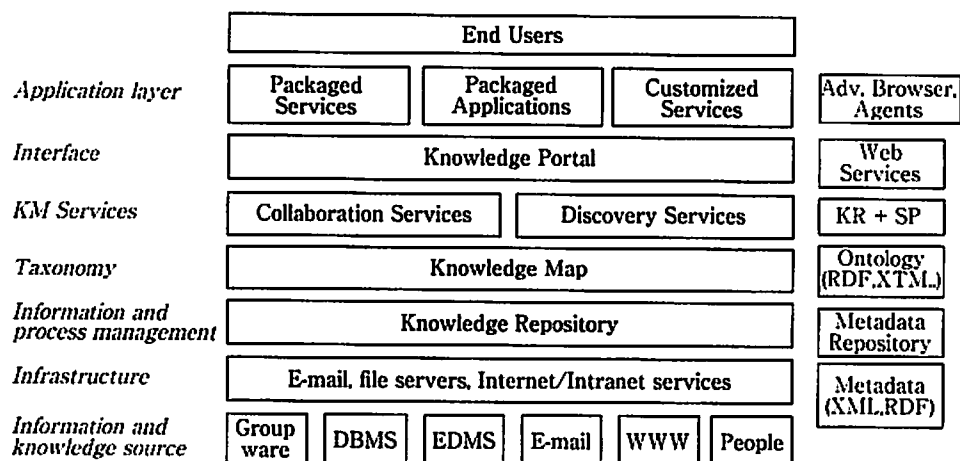 End Users
Application layer
Packaged
Services
Packaged
Applications
Customized
Services
Adv. Browser.
Agents
Interface
Knowledge Portal
Web
Services
KM Services
Collaboration Services
Discovery Services
KR + SP
Taxonomy
Knowledge Map
Ontology
(RDF,XTM..)
Information and
process management
Knowledge Repository
Metadata
Repository
Infrastructure
E-mail, file servers, Internet/Intranet services
Metadata
(XML,RDF)
Information and
knowledge source
Group
ware
DBMS
EDMS
E-mail
WWW
People